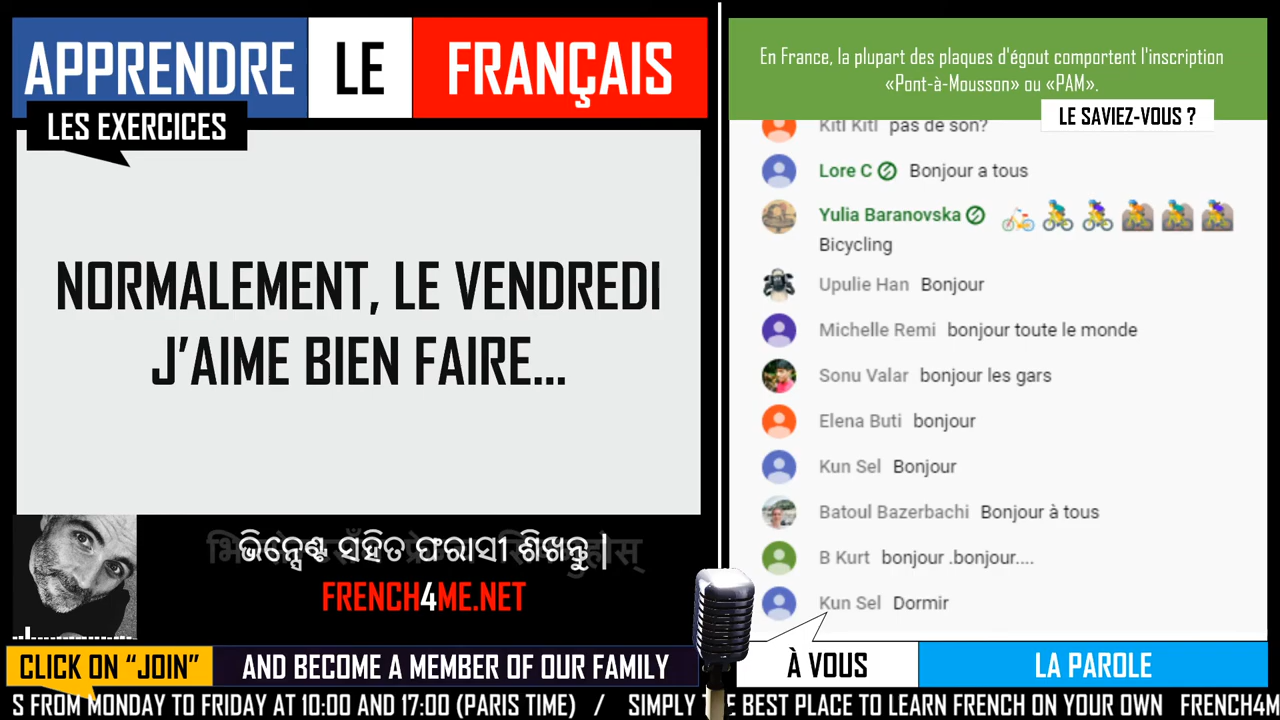 APPRENDRE LE FRANÇAIS
LES EXERCICES
NORMALEMENT, LE VENDREDI
J’AIME BIEN FAIRE...
ଭିନ୍ସେଣ୍ଟ ସହିତ ଫରାସୀ ଶିଖନ୍ତୁ |
FRENCH4ME.NET
CLICK ON “JOIN” AND BECOME A MEMBER OF OUR FAMILY
En France, la plupart des plaques d'égout comportent l'inscription
«Pont-à-Mousson» ou «PAM».
LE SAVIEZ-VOUS ?
Kitl Kitl pas de son?
Lore C Bonjour a tous
Yulia Baranovska
Bicycling
Upulie Han Bonjour
Michelle Remi bonjour toute le monde
Sonu Valar bonjour les gars
Elena Buti bonjour
Kun Sel Bonjour
Batoul Bazerbachi Bonjour à tous
B Kurt bonjour .bonjour....
Kun Sel Dormir
À VOUS LA PAROLE
S FROM MONDAY TO FRIDAY AT 10:00 AND 17:00 (PARIS TIME) / SIMPLY THE BEST PLACE TO LEARN FRENCH ON YOUR OWN FRENCH4M